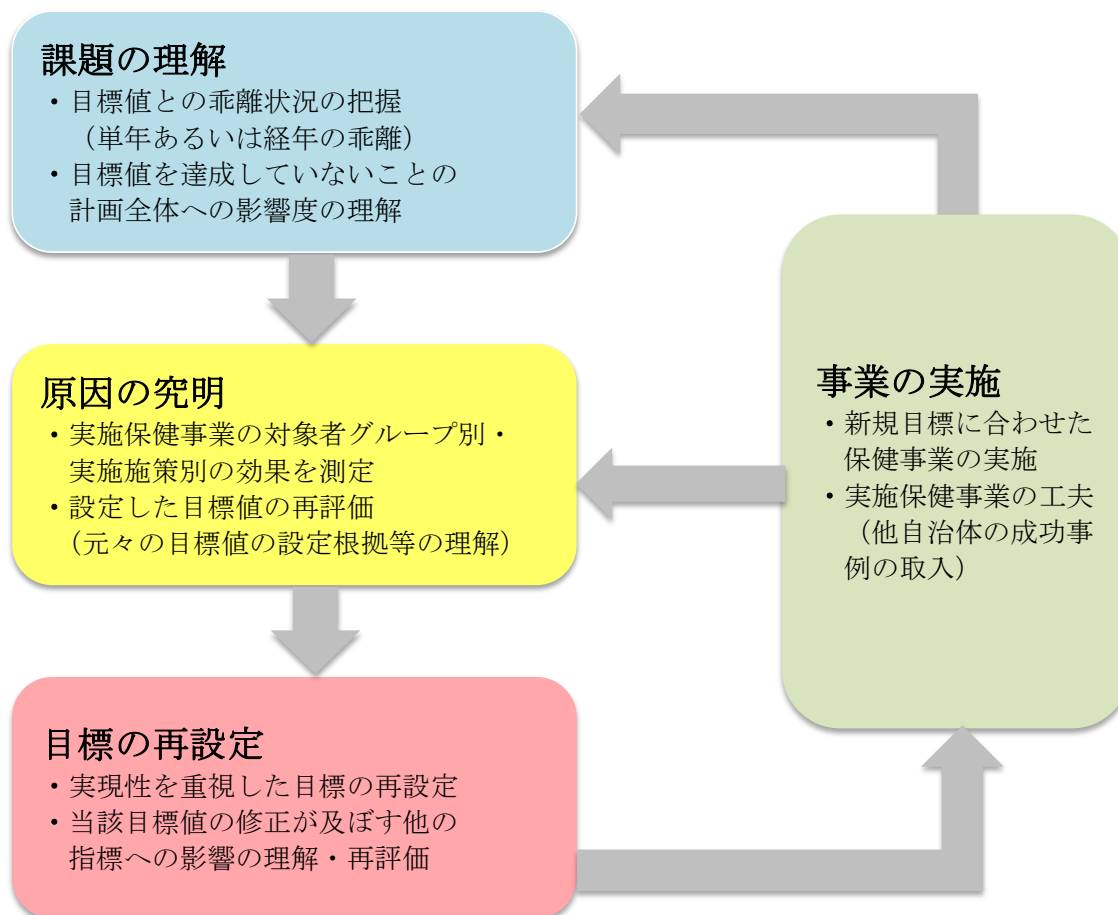 課題の理解
・目標値との乖離状況の把握
（単年あるいは経年の乖離）
・目標値を達成していないことの
計画全体への影響度の理解
原因の究明
・実施保健事業の対象者グループ別・
実施施策別の効果を測定
・設定した目標値の再評価
（元々の目標値の設定根拠等の理解）
目標の再設定
・実現性を重視した目標の再設定
・当該目標値の修正が及ぼす他の
指標への影響の理解・再評価
事業の実施
・新規目標に合わせた
保健事業の実施
・実施保健事業の工夫
（他自治体の成功事
例の取入）